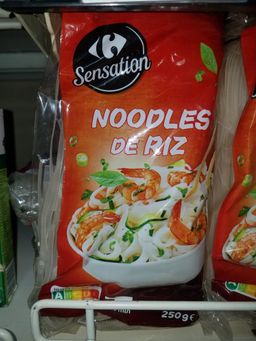 Sensation
NOODLES
DE RIZ
A
250g e